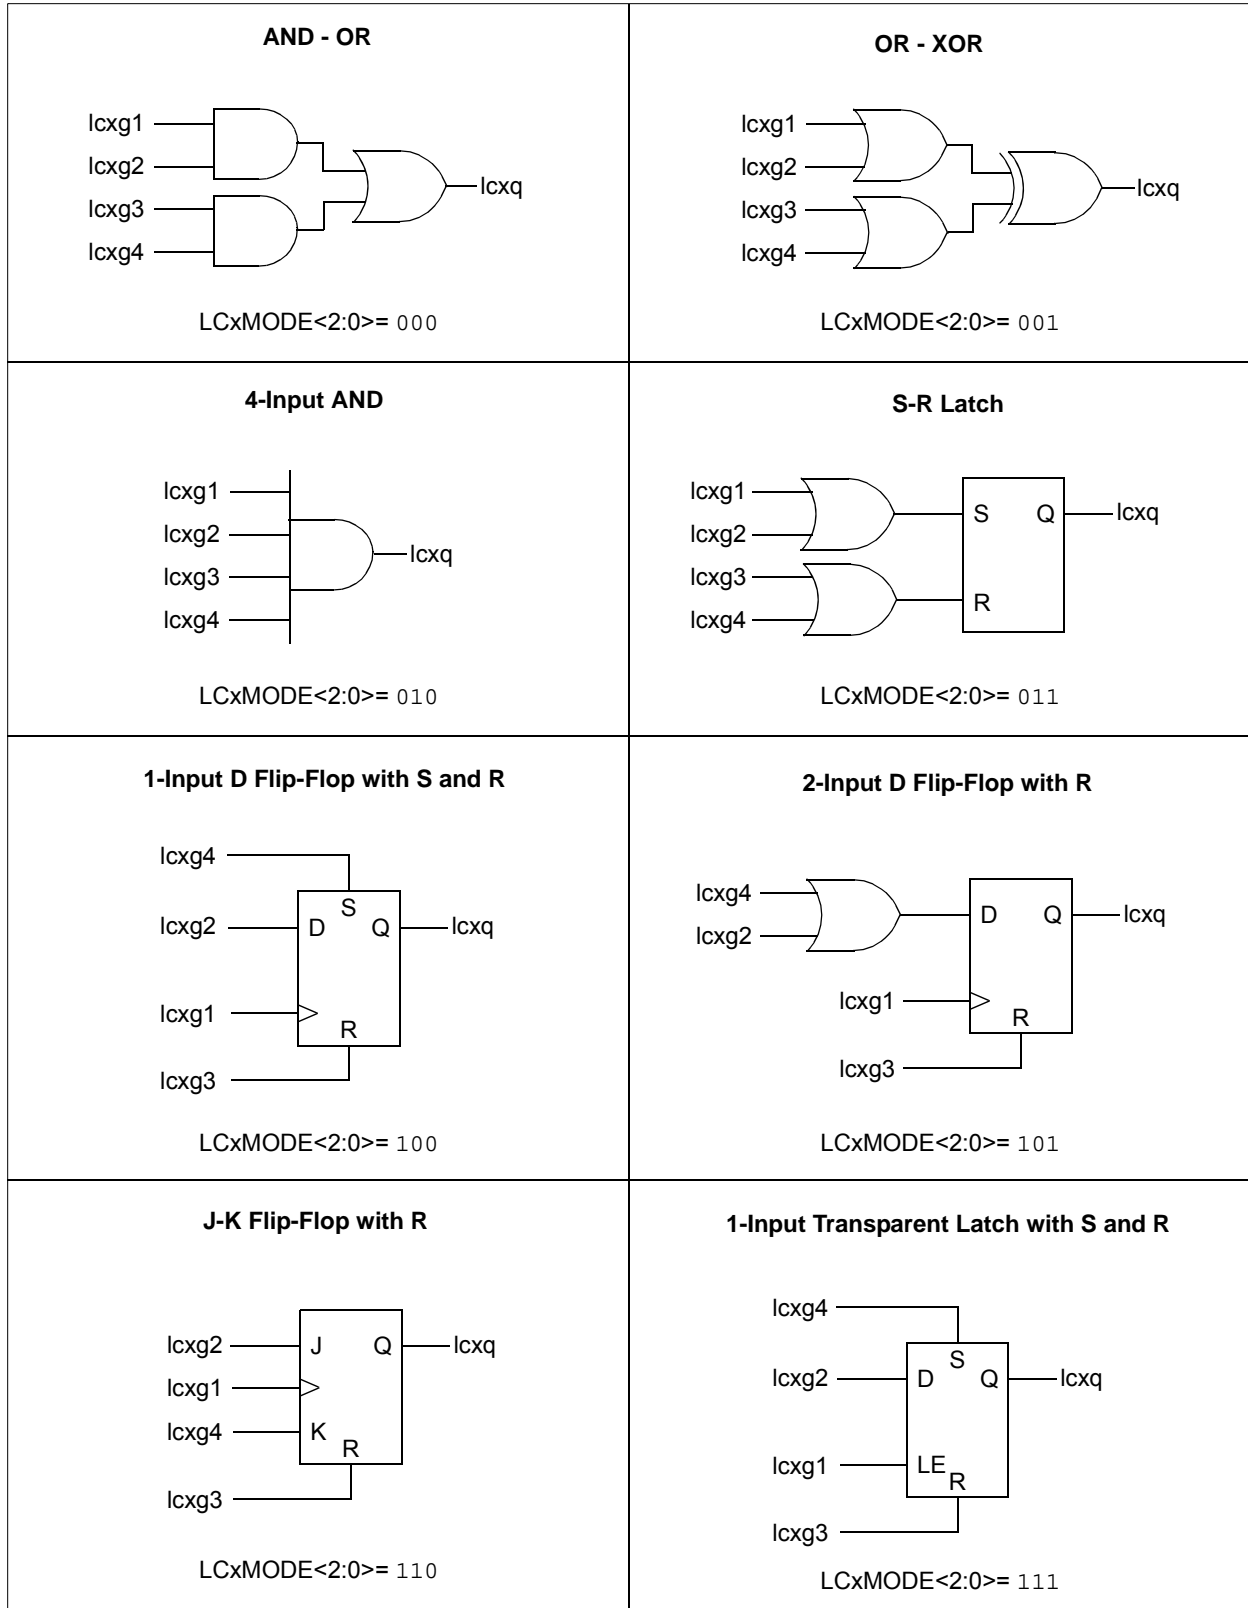 AND - OR
lcxg1
lcxg2
lcxg3
lcxg4
lcxq
LCxMODE<2:0>= 000
OR - XOR
lcxg1
lcxg2
lcxg3
lcxg4
lcxq
LCxMODE<2:0>= 001
4-Input AND
lcxg1
lcxg2
lcxg3
lcxg4
lcxq
LCxMODE<2:0>= 010
S-R Latch
lcxg1
lcxg2
lcxg3
lcxg4
S
Q
R
lcxq
LCxMODE<2:0>= 011
1-Input D Flip-Flop with S and R
lcxg4
S
lcxg2
D
Q
lcxq
lcxg1
R
lcxg3
LCxMODE<2:0>= 100
2-Input D Flip-Flop with R
lcxg4
lcxg2
D
Q
lcxq
lcxg1
R
lcxg3
LCxMODE<2:0>= 101
J-K Flip-Flop with R
lcxg2
J
Q
lcxq
lcxg1
lcxg4
K
R
lcxg3
LCxMODE<2:0>= 110
1-Input Transparent Latch with S and R
lcxg4
S
lcxg2
D
Q
lcxq
lcxg1
LE
R
lcxg3
LCxMODE<2:0>= 111